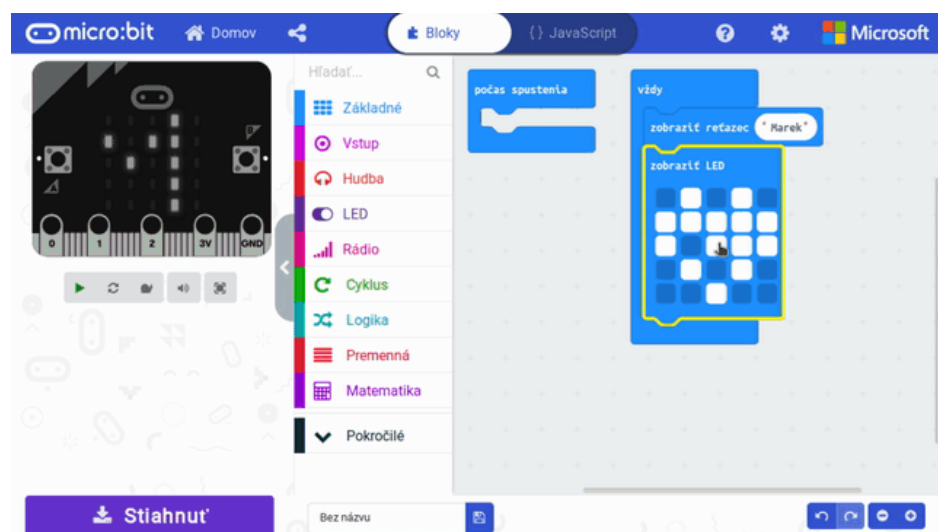 micro:bit
Domov
Bloky
{} JavaScript
Microsoft
Hľadať...
Základné
Vstup
Hudba
LED
Rádio
Cyklus
Logika
Premenná
Matematika
Pokročilé
počas spustenia
vždy
zobraziť reťazec "Marek"
zobraziť LED
0 1 2 3V GND
Stiahnuť
Bez názvu